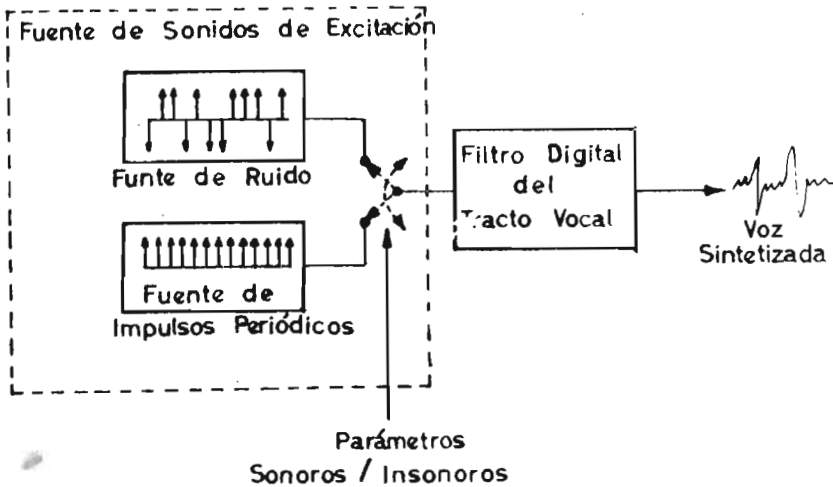 Fuente de Sonidos de Excitación
Funte de Ruido
Fuente de
Impulsos Periódicos
Filtro Digital
del
Tracto Vocal
Voz
Sintetizada
Parámetros
Sonoros / Insonoros